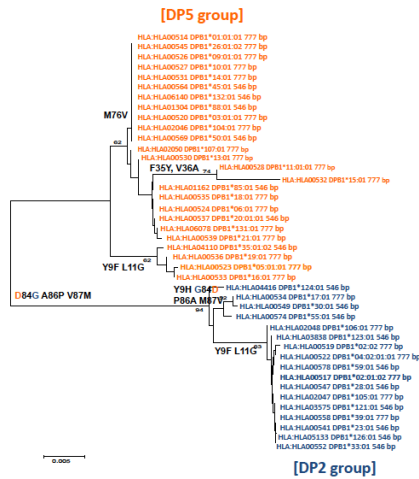 [DP5 group]
HLA:HLA00514 DPB1*01:01:01 777 bp
HLA:HLA00545 DPB1*26:01:02 777 bp
HLA:HLA00526 DPB1*09:01:01 777 bp
HLA:HLA00527 DPB1*10:01 777 bp
HLA:HLA00531 DPB1*14:01 777 bp
HLA:HLA00564 DPB1*45:01 546 bp
HLA:HLA06140 DPB1*132:01 546 bp
HLA:HLA01304 DPB1*88:01 546 bp
HLA:HLA00520 DPB1*03:01:01 777 bp
HLA:HLA02046 DPB1*104:01 777 bp
HLA:HLA00569 DPB1*50:01 546 bp
M76V
62
HLA:HLA02050 DPB1*107:01 777 bp
HLA:HLA00530 DPB1*13:01 777 bp
F35Y, V36A
74
HLA:HLA00528 DPB1*11:01:01 777 bp
HLA:HLA00532 DPB1*15:01 777 bp
HLA:HLA01162 DPB1*85:01 546 bp
HLA:HLA00535 DPB1*18:01 777 bp
HLA:HLA00524 DPB1*06:01 777 bp
HLA:HLA00537 DPB1*20:01:01 546 bp
HLA:HLA06078 DPB1*131:01 777 bp
HLA:HLA00539 DPB1*21:01 777 bp
HLA:HLA04110 DPB1*35:01:02 546 bp
HLA:HLA00536 DPB1*19:01 777 bp
HLA:HLA00523 DPB1*05:01:01 777 bp
HLA:HLA00533 DPB1*16:01 777 bp
Y9F L11G
62
D84G A86P V87M
Y9H G84D
P86A M87V
94
HLA:HLA04416 DPB1*124:01 546 bp
HLA:HLA00534 DPB1*17:01 777 bp
HLA:HLA00549 DPB1*30:01 546 bp
HLA:HLA00574 DPB1*55:01 546 bp
Y9F L11G
HLA:HLA02048 DPB1*106:01 777 bp
HLA:HLA03838 DPB1*123:01 546 bp
HLA:HLA00519 DPB1*02:02 777 bp
HLA:HLA00522 DPB1*04:02:01:01 777 bp
HLA:HLA00578 DPB1*59:01 546 bp
HLA:HLA00517 DPB1*02:01:02 777 bp
HLA:HLA00547 DPB1*28:01 546 bp
HLA:HLA02047 DPB1*105:01 777 bp
HLA:HLA03575 DPB1*121:01 546 bp
HLA:HLA00558 DPB1*39:01 546 bp
HLA:HLA00541 DPB1*23:01 546 bp
HLA:HLA05133 DPB1*126:01 546 bp
HLA:HLA00552 DPB1*33:01 546 bp
[DP2 group]
0.005